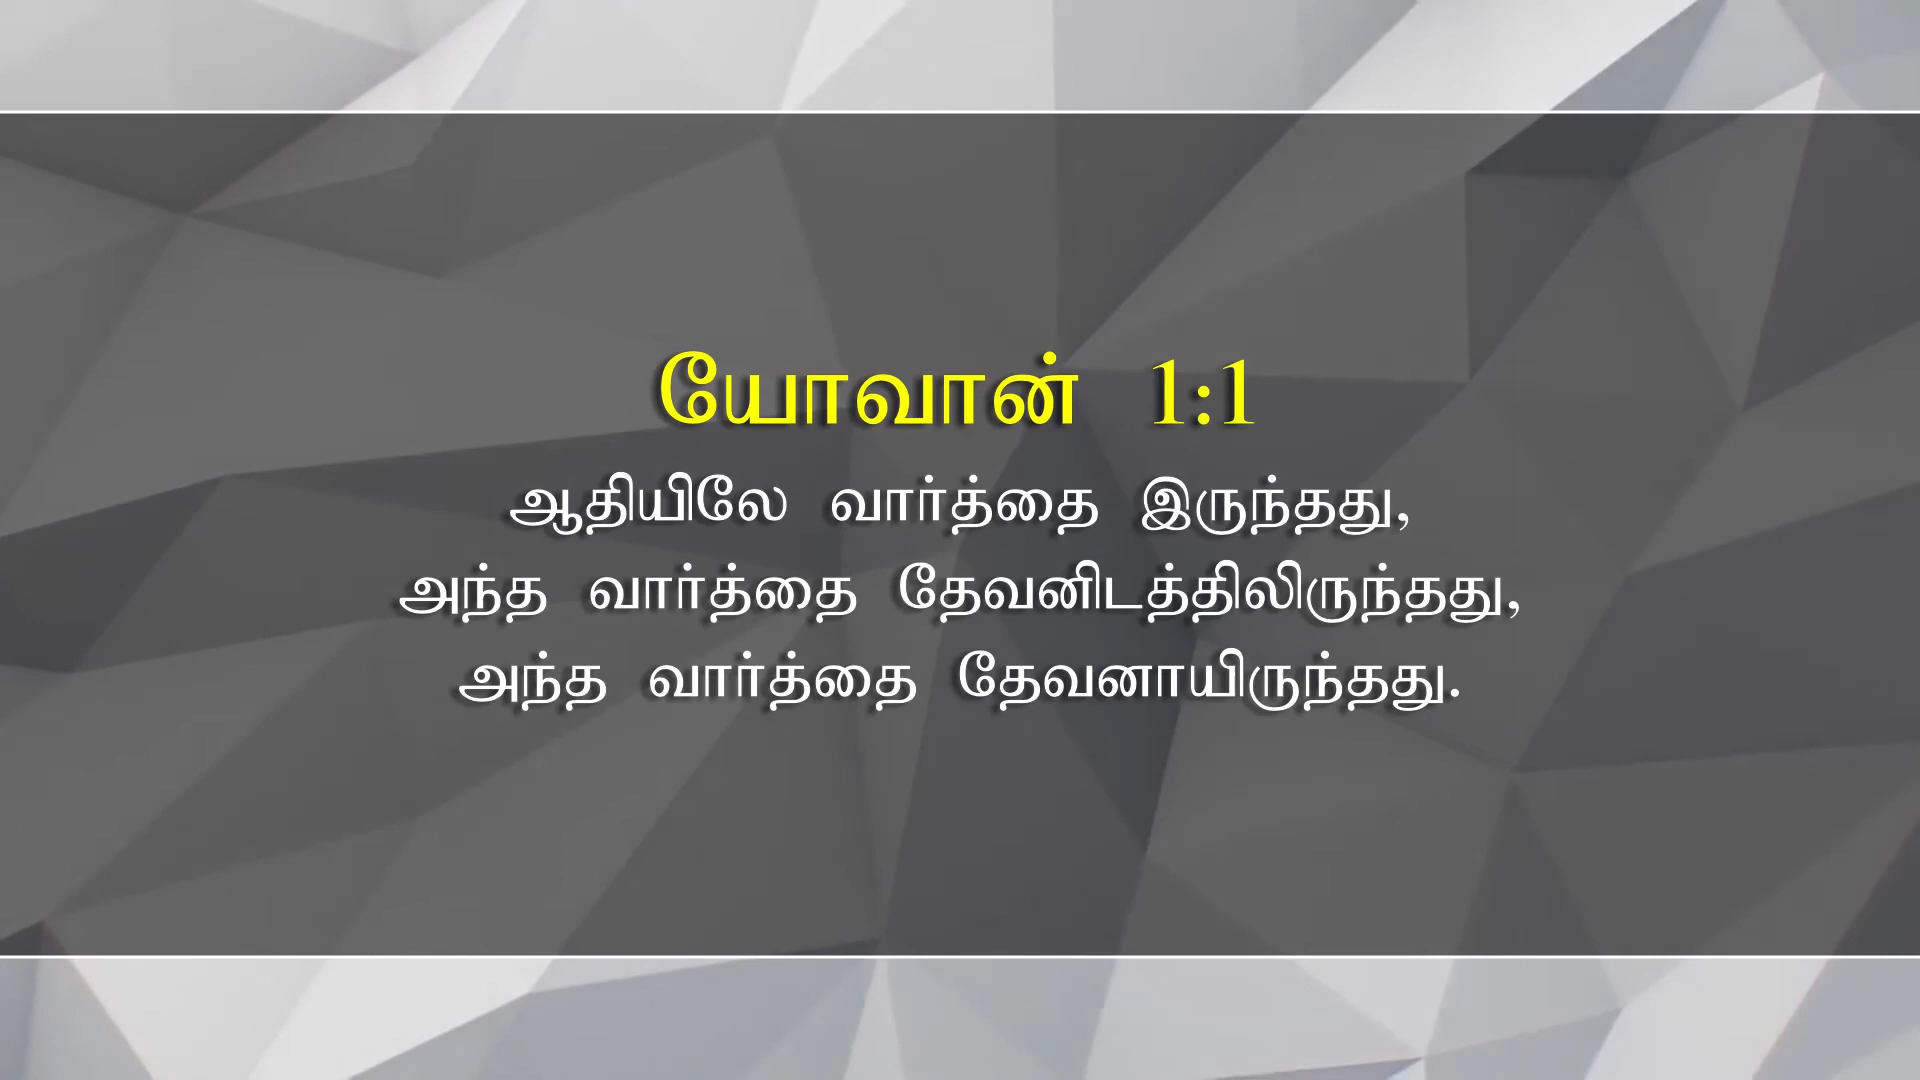 யோவான் 1:1
ஆதியிலே வார்த்தை இருந்தது,
அந்த வார்த்தை தேவனிடத்திலிருந்தது,
அந்த வார்த்தை தேவனாயிருந்தது.